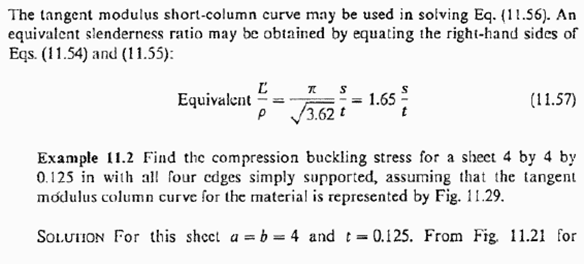 The tangent modulus short-column curve may be used in solving Eq. (11.56). An
equivalent slenderness ratio may be obtained by equating the right-hand sides of
Eqs. (11.54) and (11.55):
Equivalent L'/ρ = π/√3.62 s/t = 1.65 s/t (11.57)
Example 11.2 Find the compression buckling stress for a sheet 4 by 4 by
0.125 in with all four edges simply supported, assuming that the tangent
modulus column curve for the material is represented by Fig. 11.29.
SOLUTION For this sheet a = b = 4 and t = 0.125. From Fig. 11.21 for